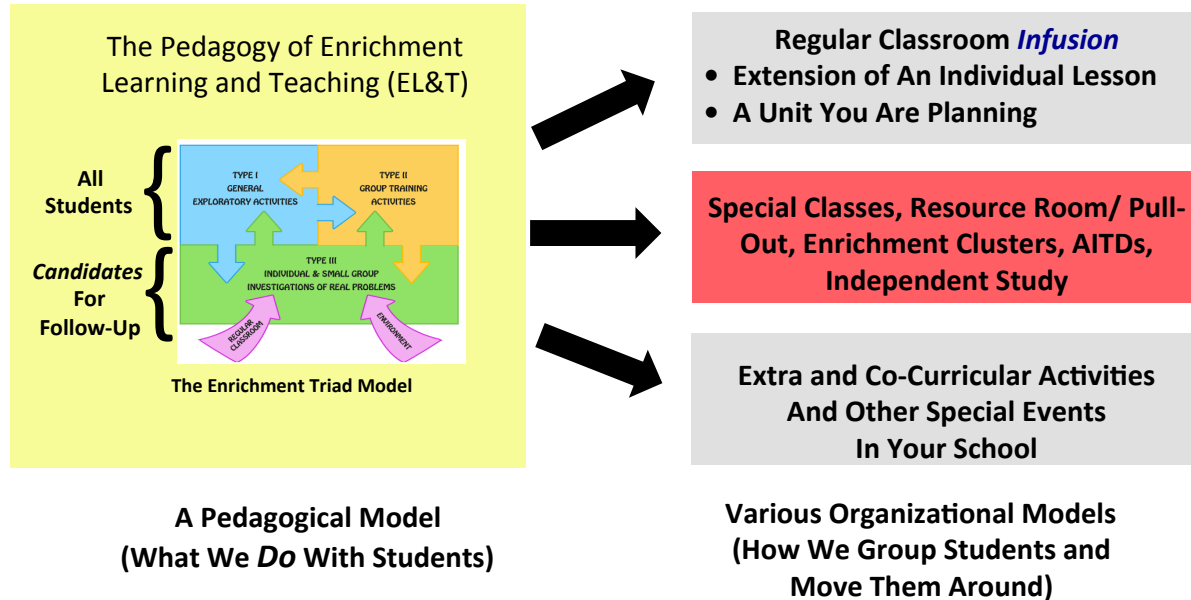 The Pedagogy of Enrichment
Learning and Teaching (EL&T)
All
Students
Candidates
For
Follow-Up
TYPE I
GENERAL
EXPLORATORY ACTIVITIES
TYPE II
GROUP TRAINING
ACTIVITIES
TYPE III
INDIVIDUAL & SMALL GROUP
INVESTIGATIONS OF REAL PROBLEMS
REGULAR
CLASSROOM
ENVIRONMENT
The Enrichment Triad Model
A Pedagogical Model
(What We Do With Students)
Regular Classroom Infusion
• Extension of An Individual Lesson
• A Unit You Are Planning
Special Classes, Resource Room/ Pull-
Out, Enrichment Clusters, AITDs,
Independent Study
Extra and Co-Curricular Activities
And Other Special Events
In Your School
Various Organizational Models
(How We Group Students and
Move Them Around)